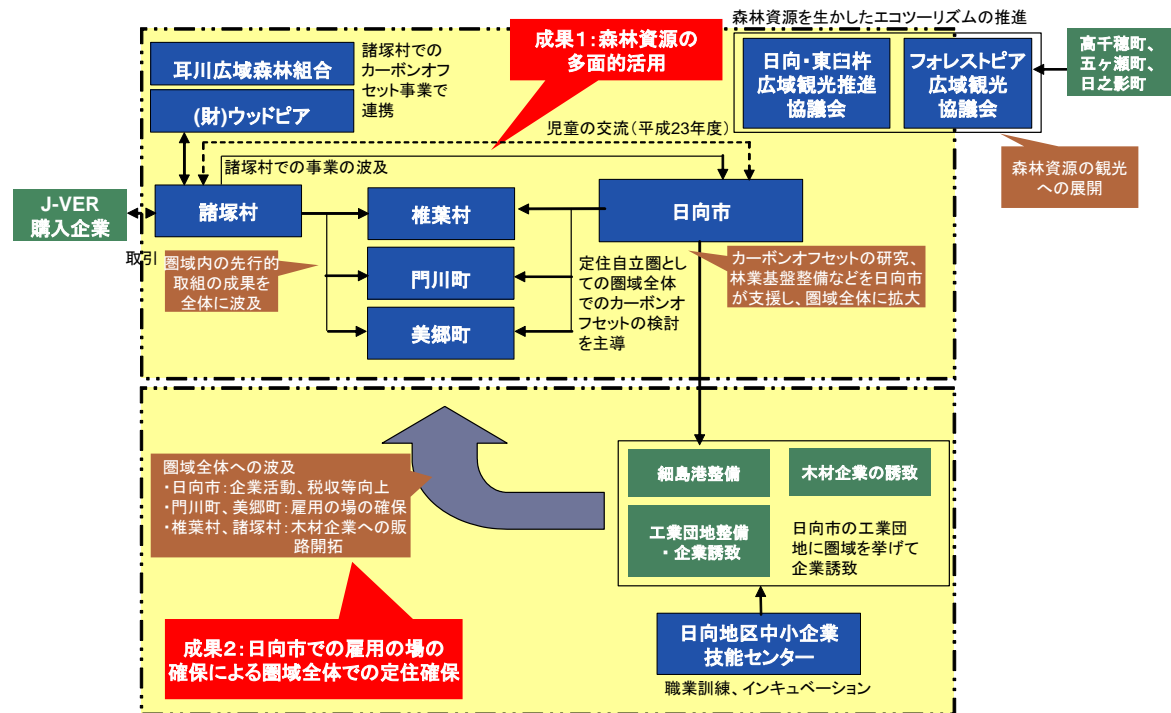 森林資源を生かしたエコツーリズムの推進
耳川広域森林組合
(財)ウッドピア
諸塚村での
カーボンオフ
セット事業で
連携
成果1:森林資源の
多面的活用
日向・東臼杵
広域観光推進
協議会
フォレストピア
広域観光
協議会
高千穂町、
五ヶ瀬町、
日之影町
児童の交流(平成23年度)
諸塚村での事業の波及
森林資源の観光
への展開
J-VER
購入企業
取引
諸塚村
椎葉村
日向市
門川町
美郷町
圏域内の先行的
取組の成果を
全体に波及
定住自立圏とし
ての圏域全体
でのカーボンオ
フセットの検討
を主導
カーボンオフセットの研究、
林業基盤整備などを日向市
が支援し、圏域全体に拡大
圏域全体への波及
・日向市:企業活動、税収等向上
・門川町、美郷町:雇用の場の確保
・椎葉村、諸塚村:木材企業への販
路開拓
細島港整備
木材企業の誘致
工業団地整備
・企業誘致
日向市の工業団
地に圏域を挙げて
企業誘致
成果2:日向市での雇用の場の
確保による圏域全体での定住確保
日向地区中小企業
技能センター
職業訓練、インキュベーション